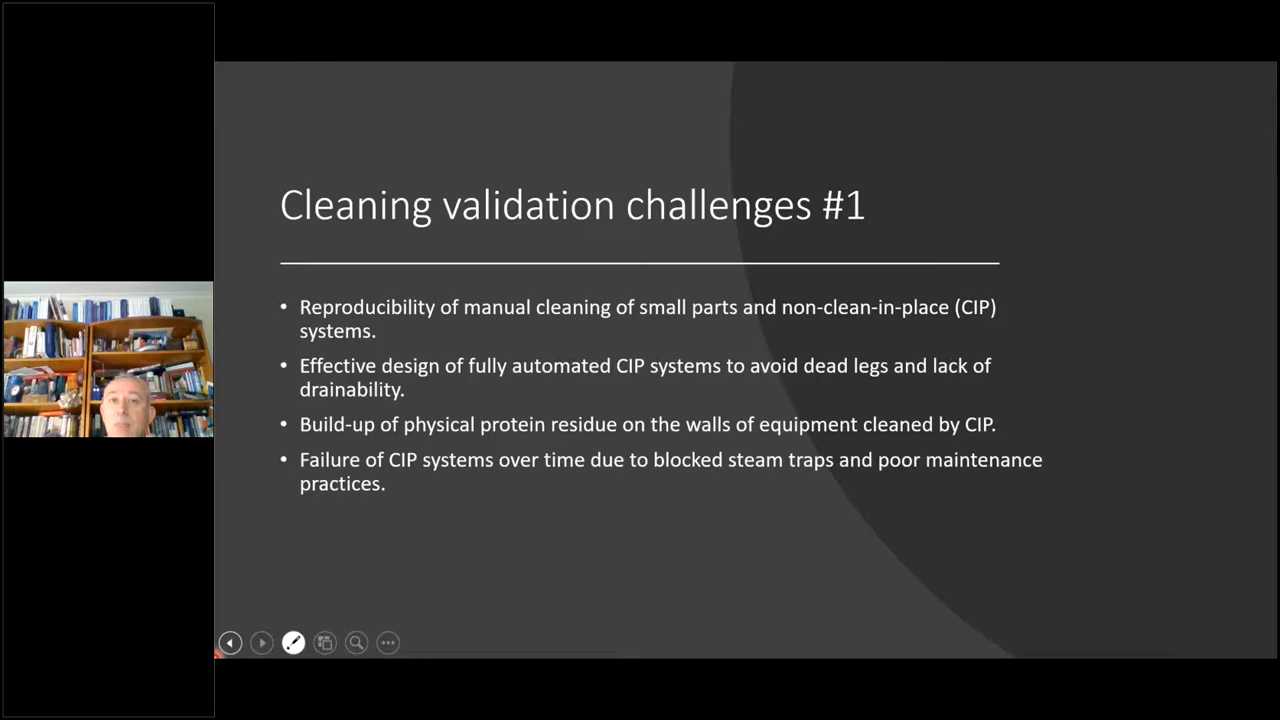 Cleaning validation challenges #1
• Reproducibility of manual cleaning of small parts and non-clean-in-place (CIP)
systems.
• Effective design of fully automated CIP systems to avoid dead legs and lack of
drainability.
• Build-up of physical protein residue on the walls of equipment cleaned by CIP.
• Failure of CIP systems over time due to blocked steam traps and poor maintenance
practices.